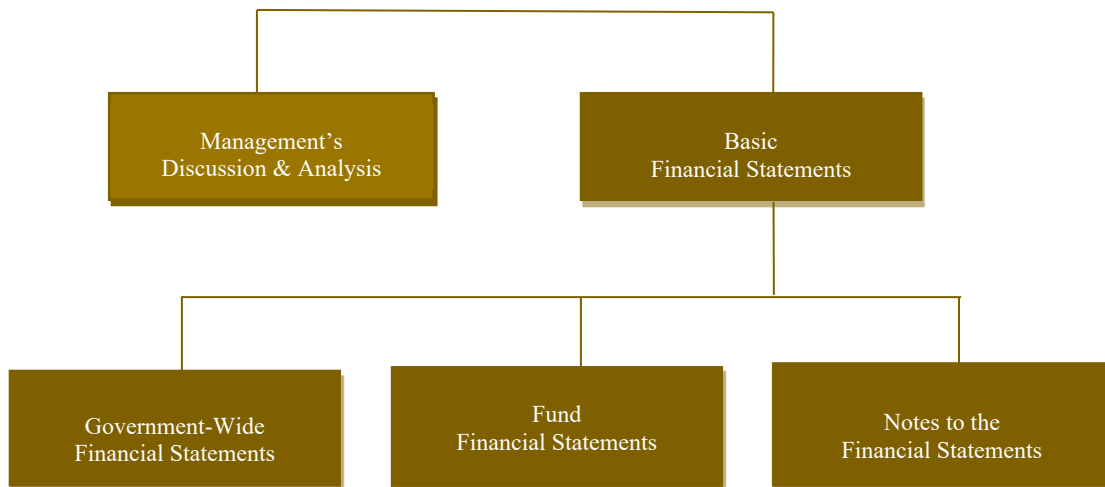 Management’s
Discussion & Analysis
Basic
Financial Statements
Government-Wide
Financial Statements
Fund
Financial Statements
Notes to the
Financial Statements